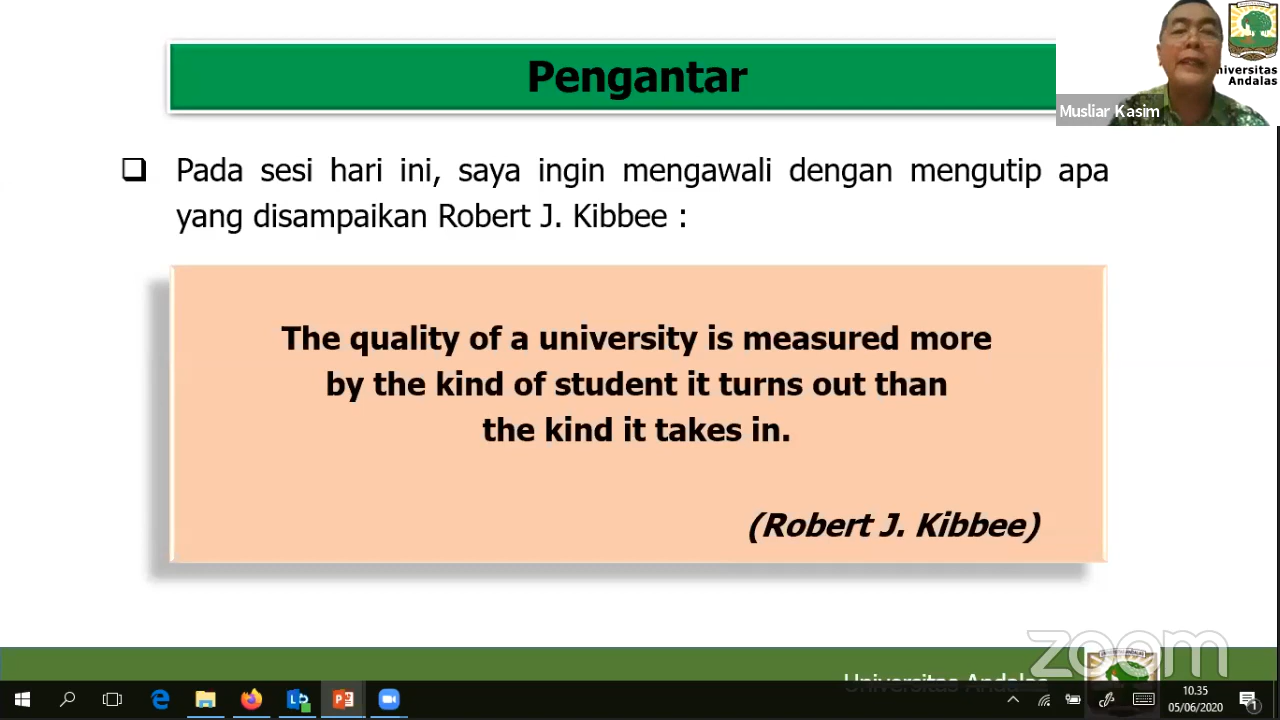 Pengantar
Universitas
Andalas
Musliar Kasim
❑ Pada sesi hari ini, saya ingin mengawali dengan mengutip apa
yang disampaikan Robert J. Kibbee :
The quality of a university is measured more
by the kind of student it turns out than
the kind it takes in.
(Robert J. Kibbee)
zoom
Universitas Andalas
10.35
05/06/2020
1